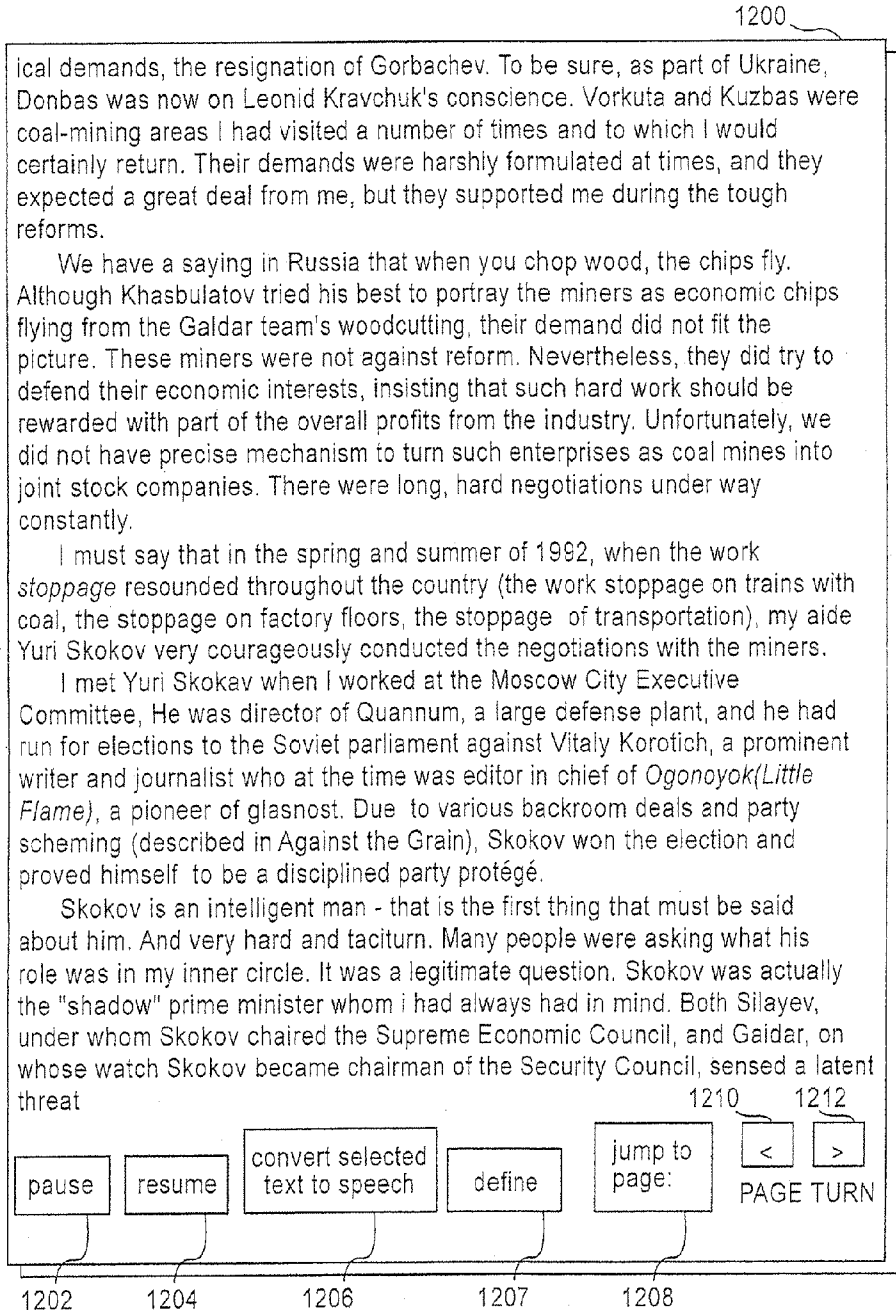 1200
ical demands, the resignation of Gorbachev. To be sure, as part of Ukraine,
Donbas was now on Leonid Kravchuk's conscience. Vorkuta and Kuzbas were
coal-mining areas I had visited a number of times and to which I would
certainly return. Their demands were harshly formulated at times, and they
expected a great deal from me, but they supported me during the tough
reforms.
We have a saying in Russia that when you chop wood, the chips fly.
Although Khasbulatov tried his best to portray the miners as economic chips
flying from the Galdar team's woodcutting, their demand did not fit the
picture. These miners were not against reform. Nevertheless, they did try to
defend their economic interests, insisting that such hard work should be
rewarded with part of the overall profits from the industry. Unfortunately, we
did not have precise mechanism to turn such enterprises as coal mines into
joint stock companies. There were long, hard negotiations under way
constantly.
I must say that in the spring and summer of 1992, when the work
stoppage resounded throughout the country (the work stoppage on trains with
coal, the stoppage on factory floors, the stoppage of transportation), my aide
Yuri Skokov very courageously conducted the negotiations with the miners.
I met Yuri Skokav when I worked at the Moscow City Executive
Committee, He was director of Quannum, a large defense plant, and he had
run for elections to the Soviet parliament against Vitaly Korotich, a prominent
writer and journalist who at the time was editor in chief of Ogonoyok(Little
Flame), a pioneer of glasnost. Due to various backroom deals and party
scheming (described in Against the Grain), Skokov won the election and
proved himself to be a disciplined party protégé.
Skokov is an intelligent man - that is the first thing that must be said
about him. And very hard and taciturn. Many people were asking what his
role was in my inner circle. It was a legitimate question. Skokov was actually
the "shadow" prime minister whom i had always had in mind. Both Silayev,
under whom Skokov chaired the Supreme Economic Council, and Gaidar, on
whose watch Skokov became chairman of the Security Council, sensed a latent
threat
1210 1212
pause
resume
convert selected
text to speech
define
jump to
page:
< >
PAGE TURN
1202 1204 1206 1207 1208